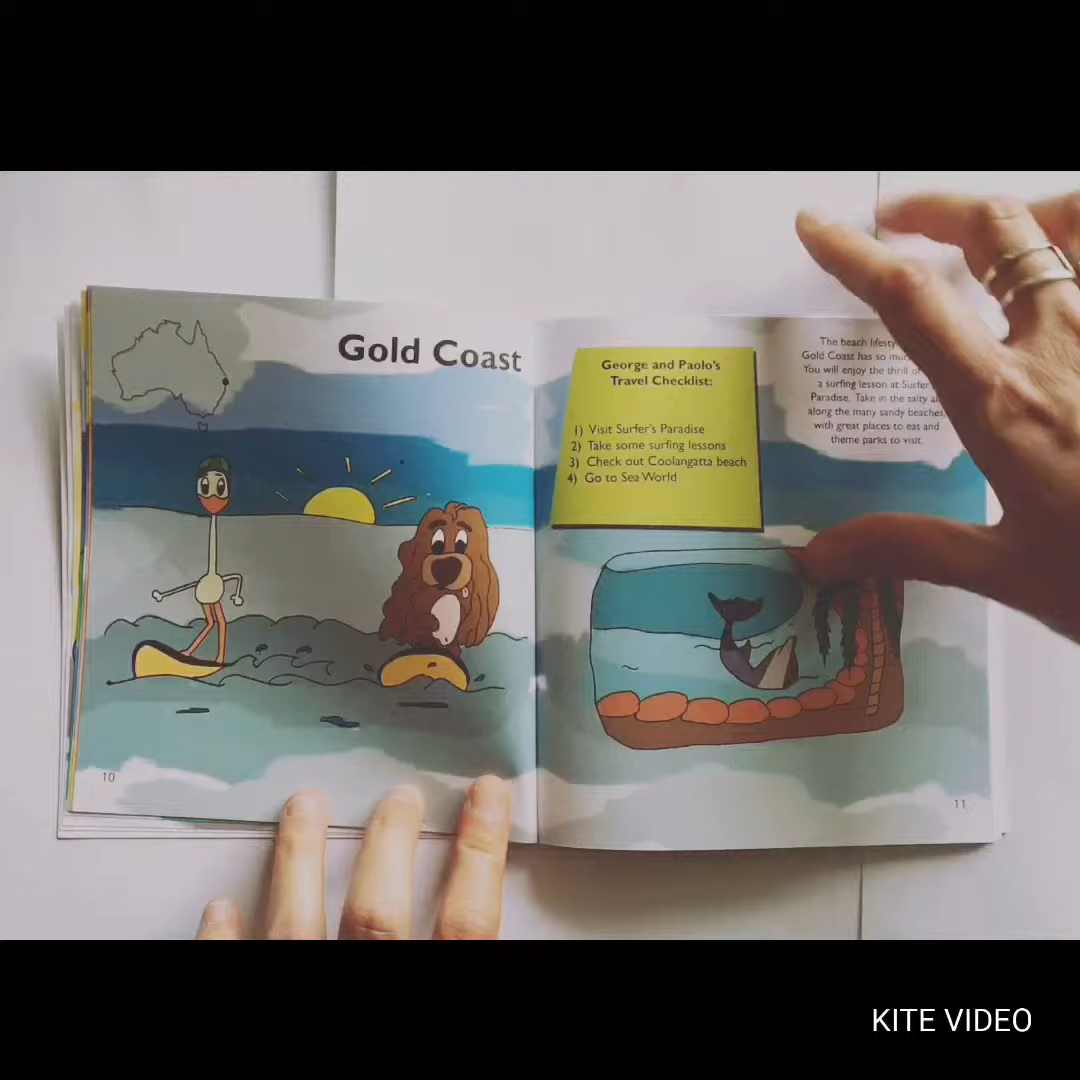 Gold Coast
George and Paolo's
Travel Checklist:
1) Visit Surfer's Paradise
2) Take some surfing lessons
3) Check out Coolangatta beach
4) Go to Sea World
The beach
Gold Coast has so
You will enjoy the thrill of
a surfing lesson at Surfer
Paradise. Take in the salty
along the many sandy beaches
with great places to eat and
theme parks to visit.
10
11
KITE VIDEO